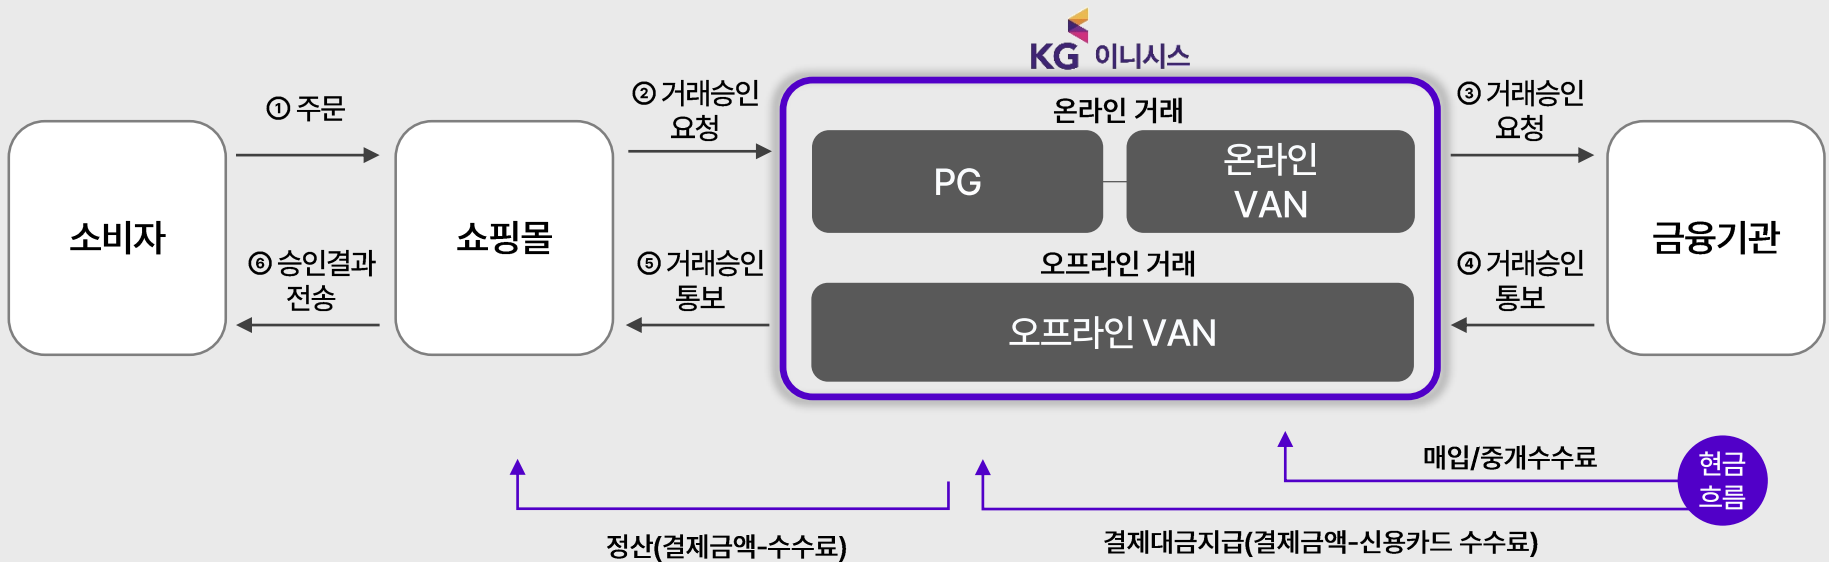 KG 이니시스
① 주문
② 거래승인
요청
③ 거래승인
요청
온라인 거래
PG
온라인
VAN
소비자
쇼핑몰
금융기관
⑥ 승인결과
전송
⑤ 거래승인
통보
오프라인 거래
④ 거래승인
통보
오프라인 VAN
매입/중개수수료
현금
흐름
정산(결제금액-수수료)
결제대금지급(결제금액-신용카드 수수료)